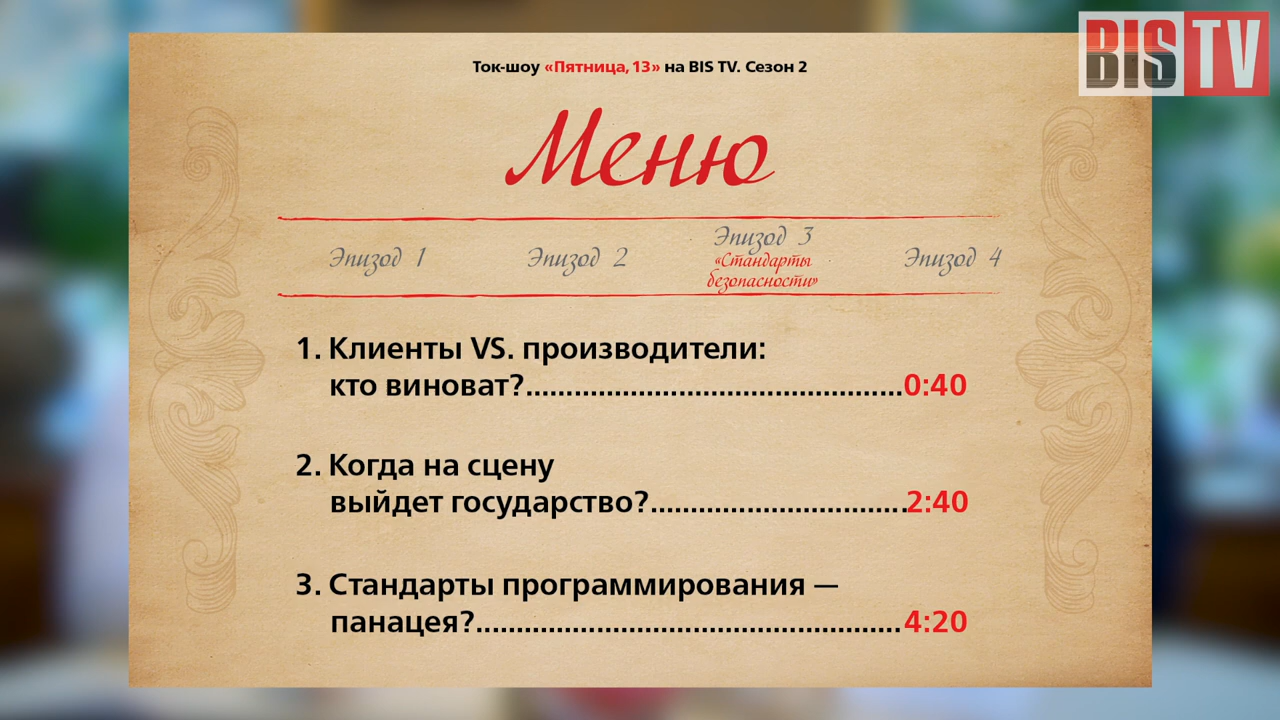 BIS TV
Ток-шоу «Пятница, 13» на BIS TV. Сезон 2
Меню
Эпизод 1 Эпизод 2 Эпизод 3 Эпизод 4
«Стандарты
безопасности»
1. Клиенты VS. производители:
кто виноват?...............................................0:40
2. Когда на сцену
выйдет государство?................................2:40
3. Стандарты программирования —
панацея?.....................................................4:20